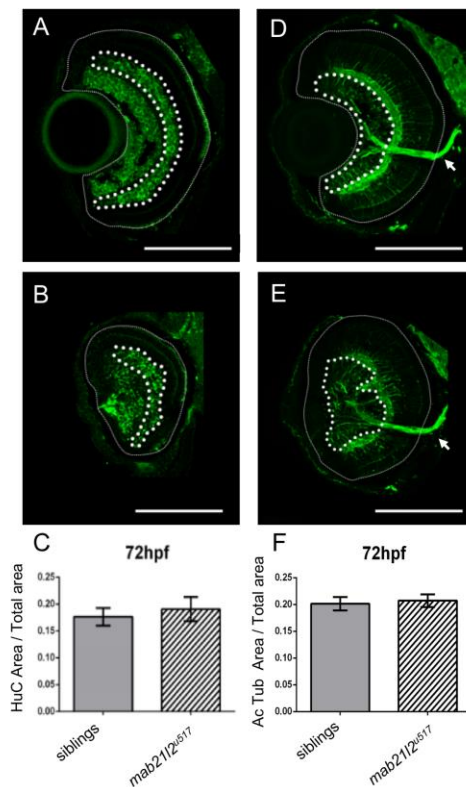 A
D
B
E
C
72hpf
HuC Area / Total area
0.25
0.20
0.15
0.10
0.05
0.00
siblings
mab21l2u517
F
72hpf
Ac Tub Area / Total area
0.25
0.20
0.15
0.10
0.05
0.00
siblings
mab21l2u517